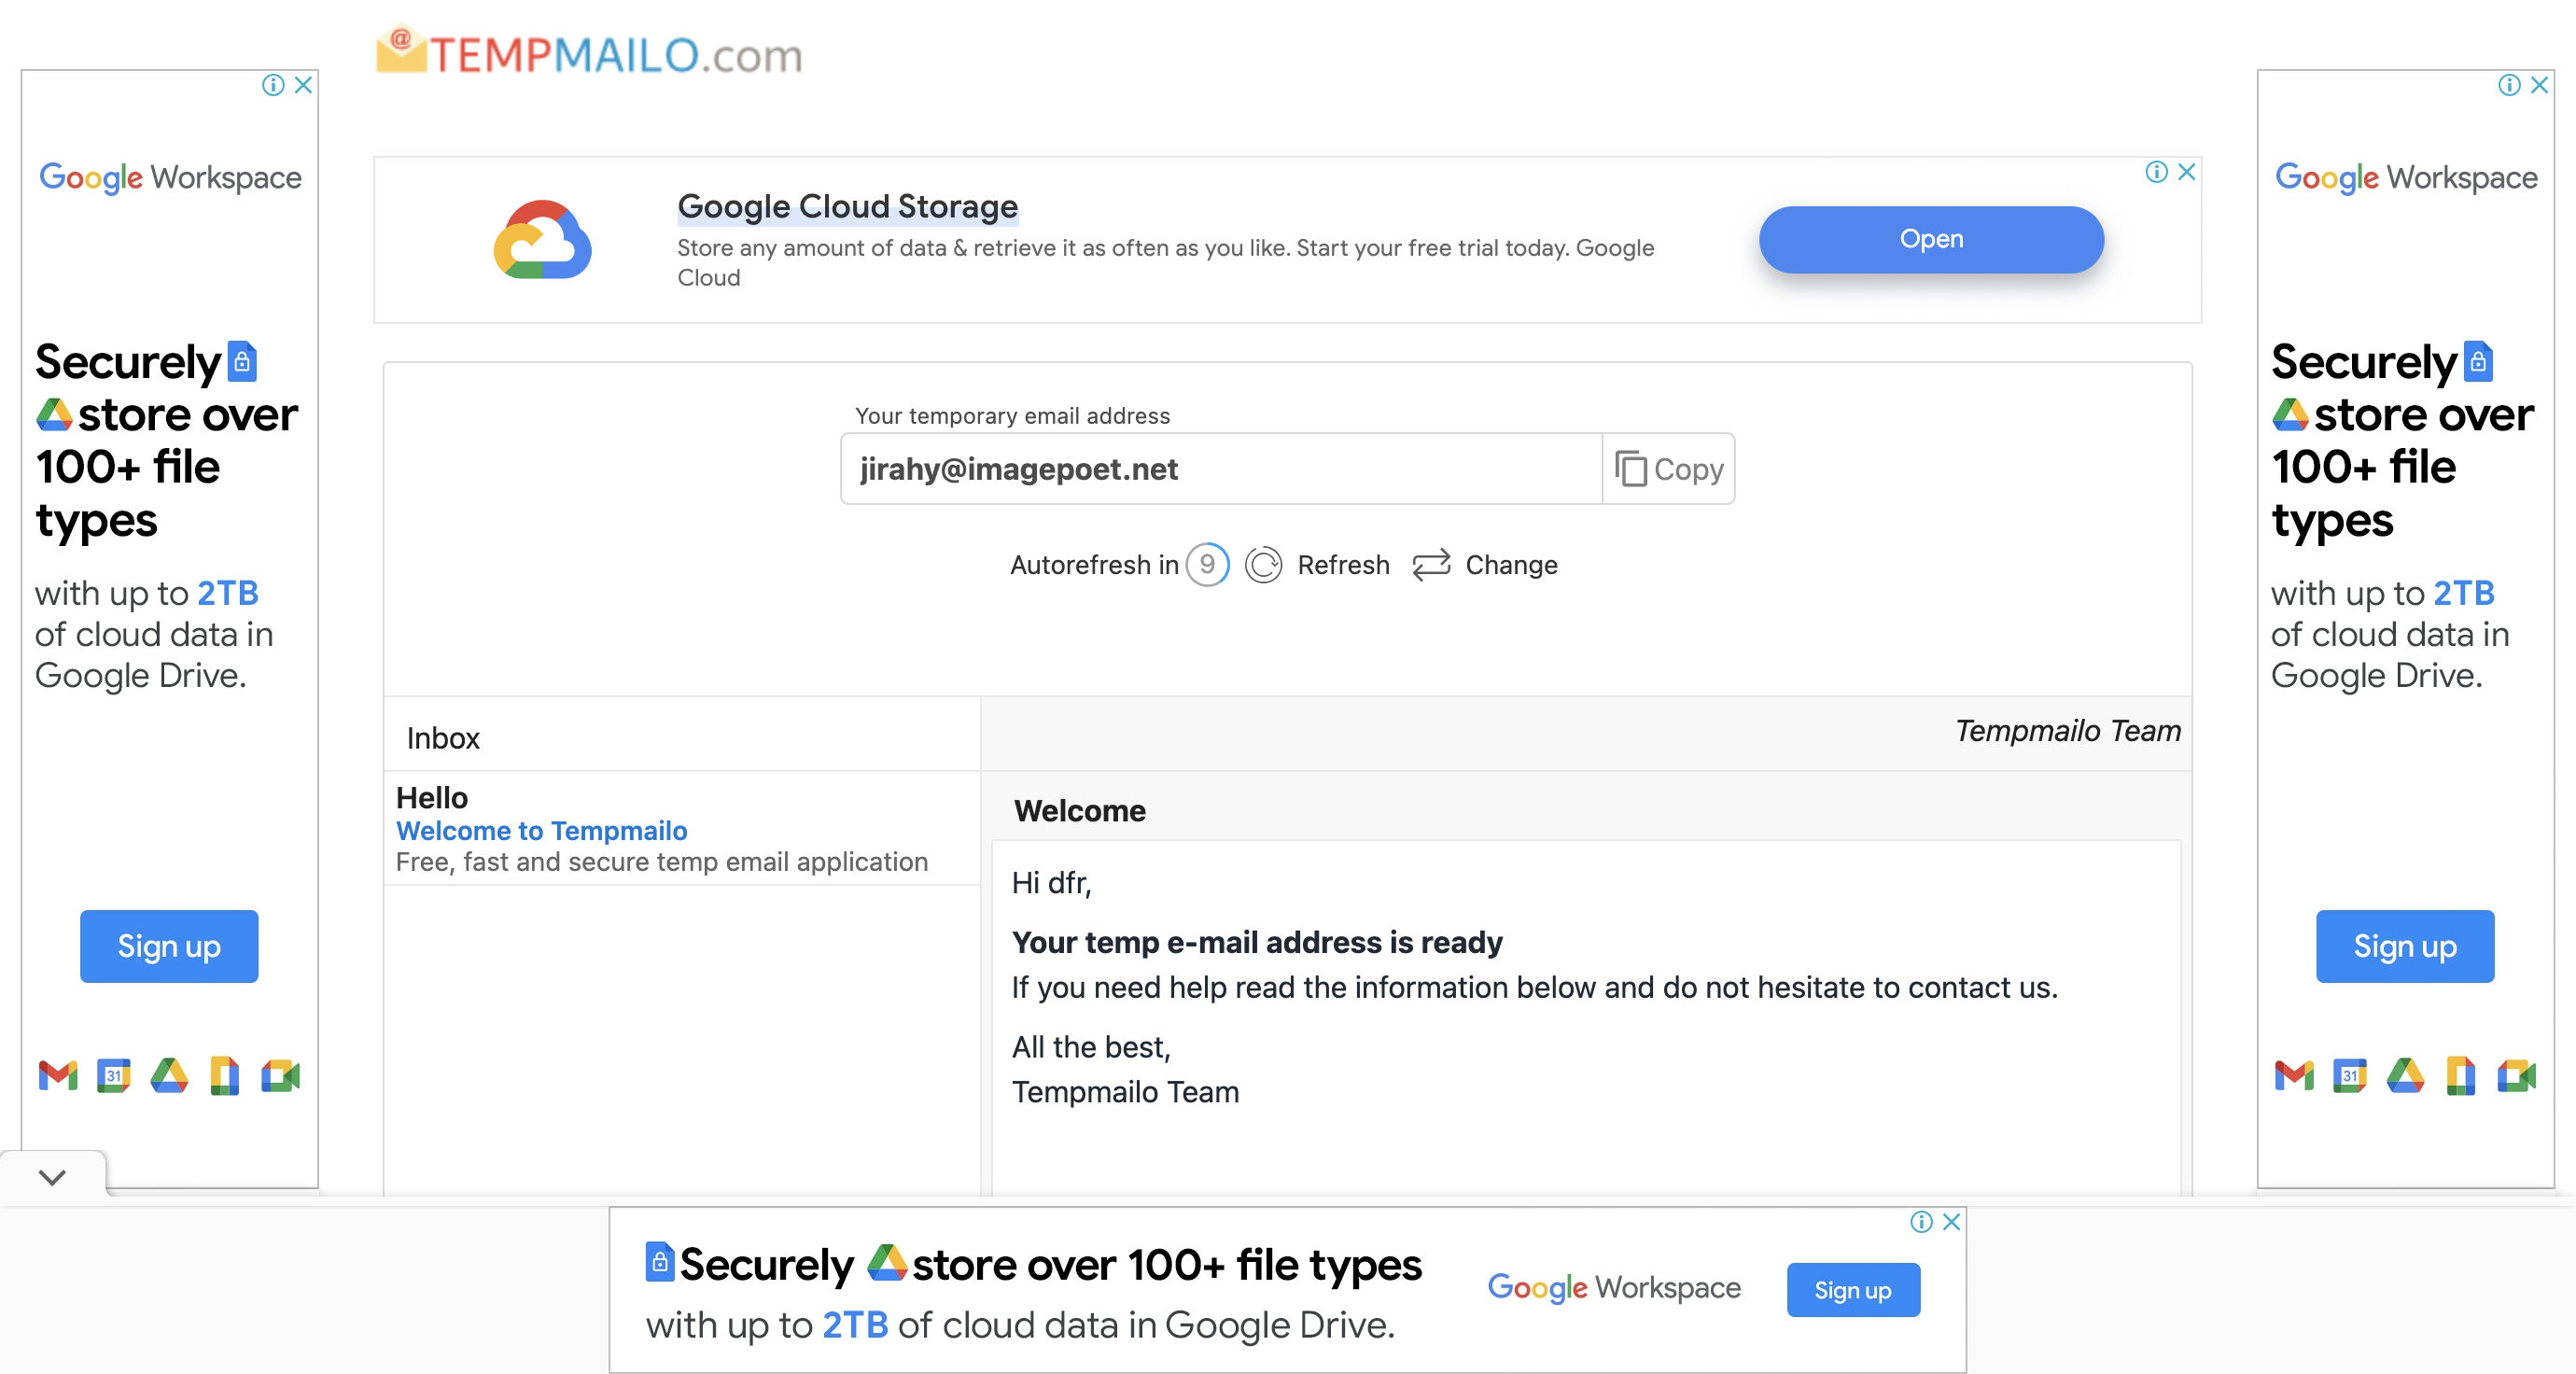 @TEMPMAILO.com
Google Workspace
Securely
store over
100+ file
types
with up to 2TB
of cloud data in
Google Drive.
Sign up
31
Google Cloud Storage
Store any amount of data & retrieve it as often as you like. Start your free trial today. Google
Cloud
Open
Your temporary email address
jirahy@imagepoet.net
Copy
Autorefresh in 9 Refresh Change
Inbox
Hello
Welcome to Tempmailo
Free, fast and secure temp email application
Tempmailo Team
Welcome
Hi dfr,
Your temp e-mail address is ready
If you need help read the information below and do not hesitate to contact us.
All the best,
Tempmailo Team
Google Workspace
Securely
store over
100+ file
types
with up to 2TB
of cloud data in
Google Drive.
Sign up
31
Securely store over 100+ file types
with up to 2TB of cloud data in Google Drive.
Google Workspace
Sign up